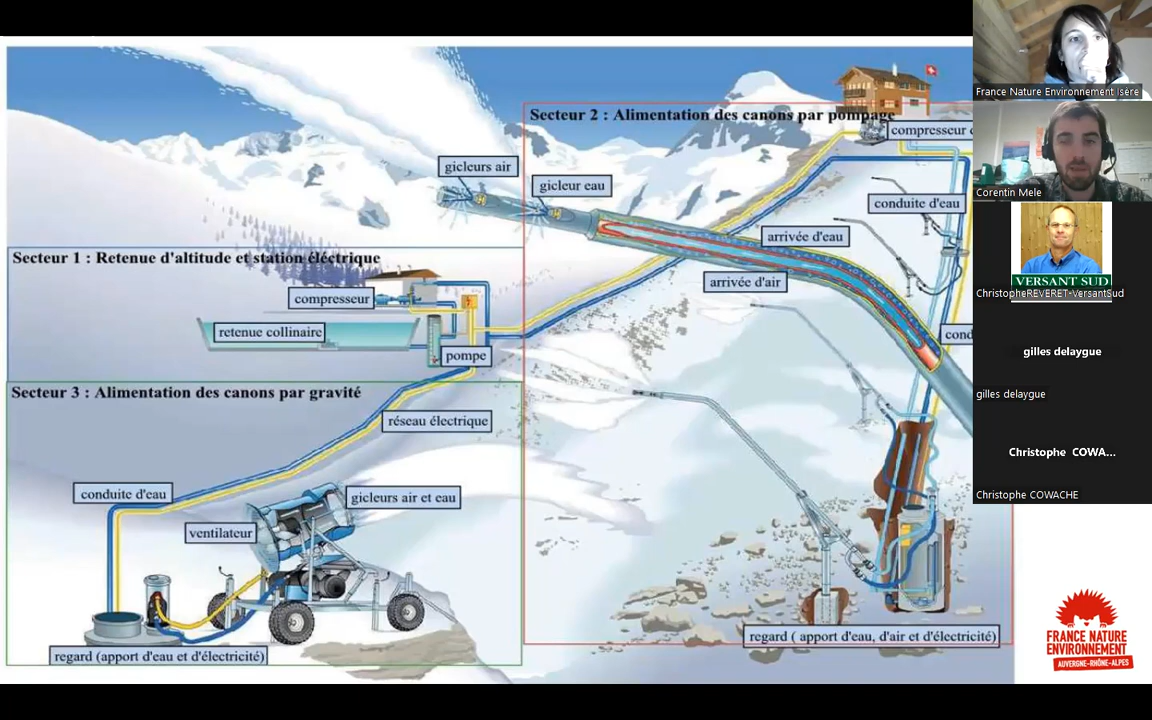 Secteur 2 : Alimentation des canons par pompage
compresseur
gicleurs air
gicleur eau
conduite d'eau
arrivée d'eau
arrivée d'air
Secteur 1 : Retenue d'altitude et station éléctrique
compresseur
retenue collinaire
pompe
Secteur 3 : Alimentation des canons par gravité
réseau électrique
conduite d'eau
gicleurs air et eau
ventilateur
regard (apport d'eau et d'électricité)
regard ( apport d'eau, d'air et d'électricité)
France Nature Environnement Isère
Corentin Mele
VERSANT SUD
ChristopheREVERET-VersantSud
gilles delaygue
gilles delaygue
Christophe COWA...
Christophe COWACHE
FRANCE NATURE
ENVIRONNEMENT
AUVERGNE-RHÔNE-ALPES